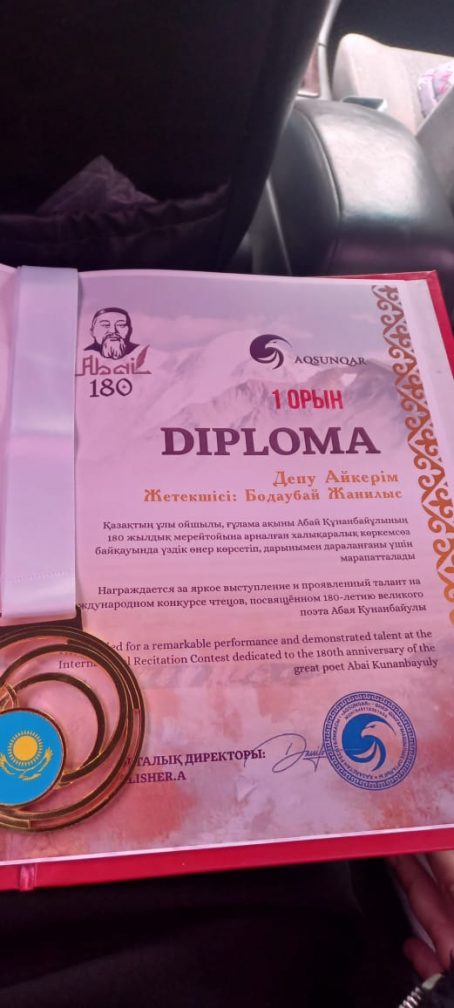 Abai
180
AQSUNQAR
1 ОРЫН
DIPLOMA
Депу Айкерім
Жетекшісі: Бодаубай Жанилыс
Қазақтың ұлы ойшылы, ғұлама ақыны Абай Құнанбайұлының
180 жылдық мерейтойына арналған халықаралық көркемсөз
байқауында үздік өнер көрсетіп, дарынымен дараланғаны үшін
марапатталады
Награждается за яркое выступление и проявленный талант на
ждународном конкурсе чтецов, посвящённом 180-летию великого
поэта Абая Кунанбайулы
ed for a remarkable performance and demonstrated talent at the
Intern l Recitation Contest dedicated to the 180th anniversary of the
great poet Abai Kunanbayuly
ТАЛЫҚ ДИРЕКТОРЫ:
LISHER.A